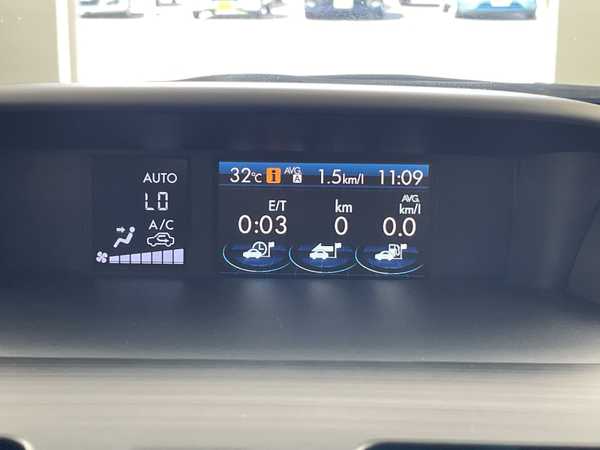 AUTO
LO
A/C
32°C i AVG. A 1.5km/l 11:09
E/T km AVG. km/l
0:03 0 0.0